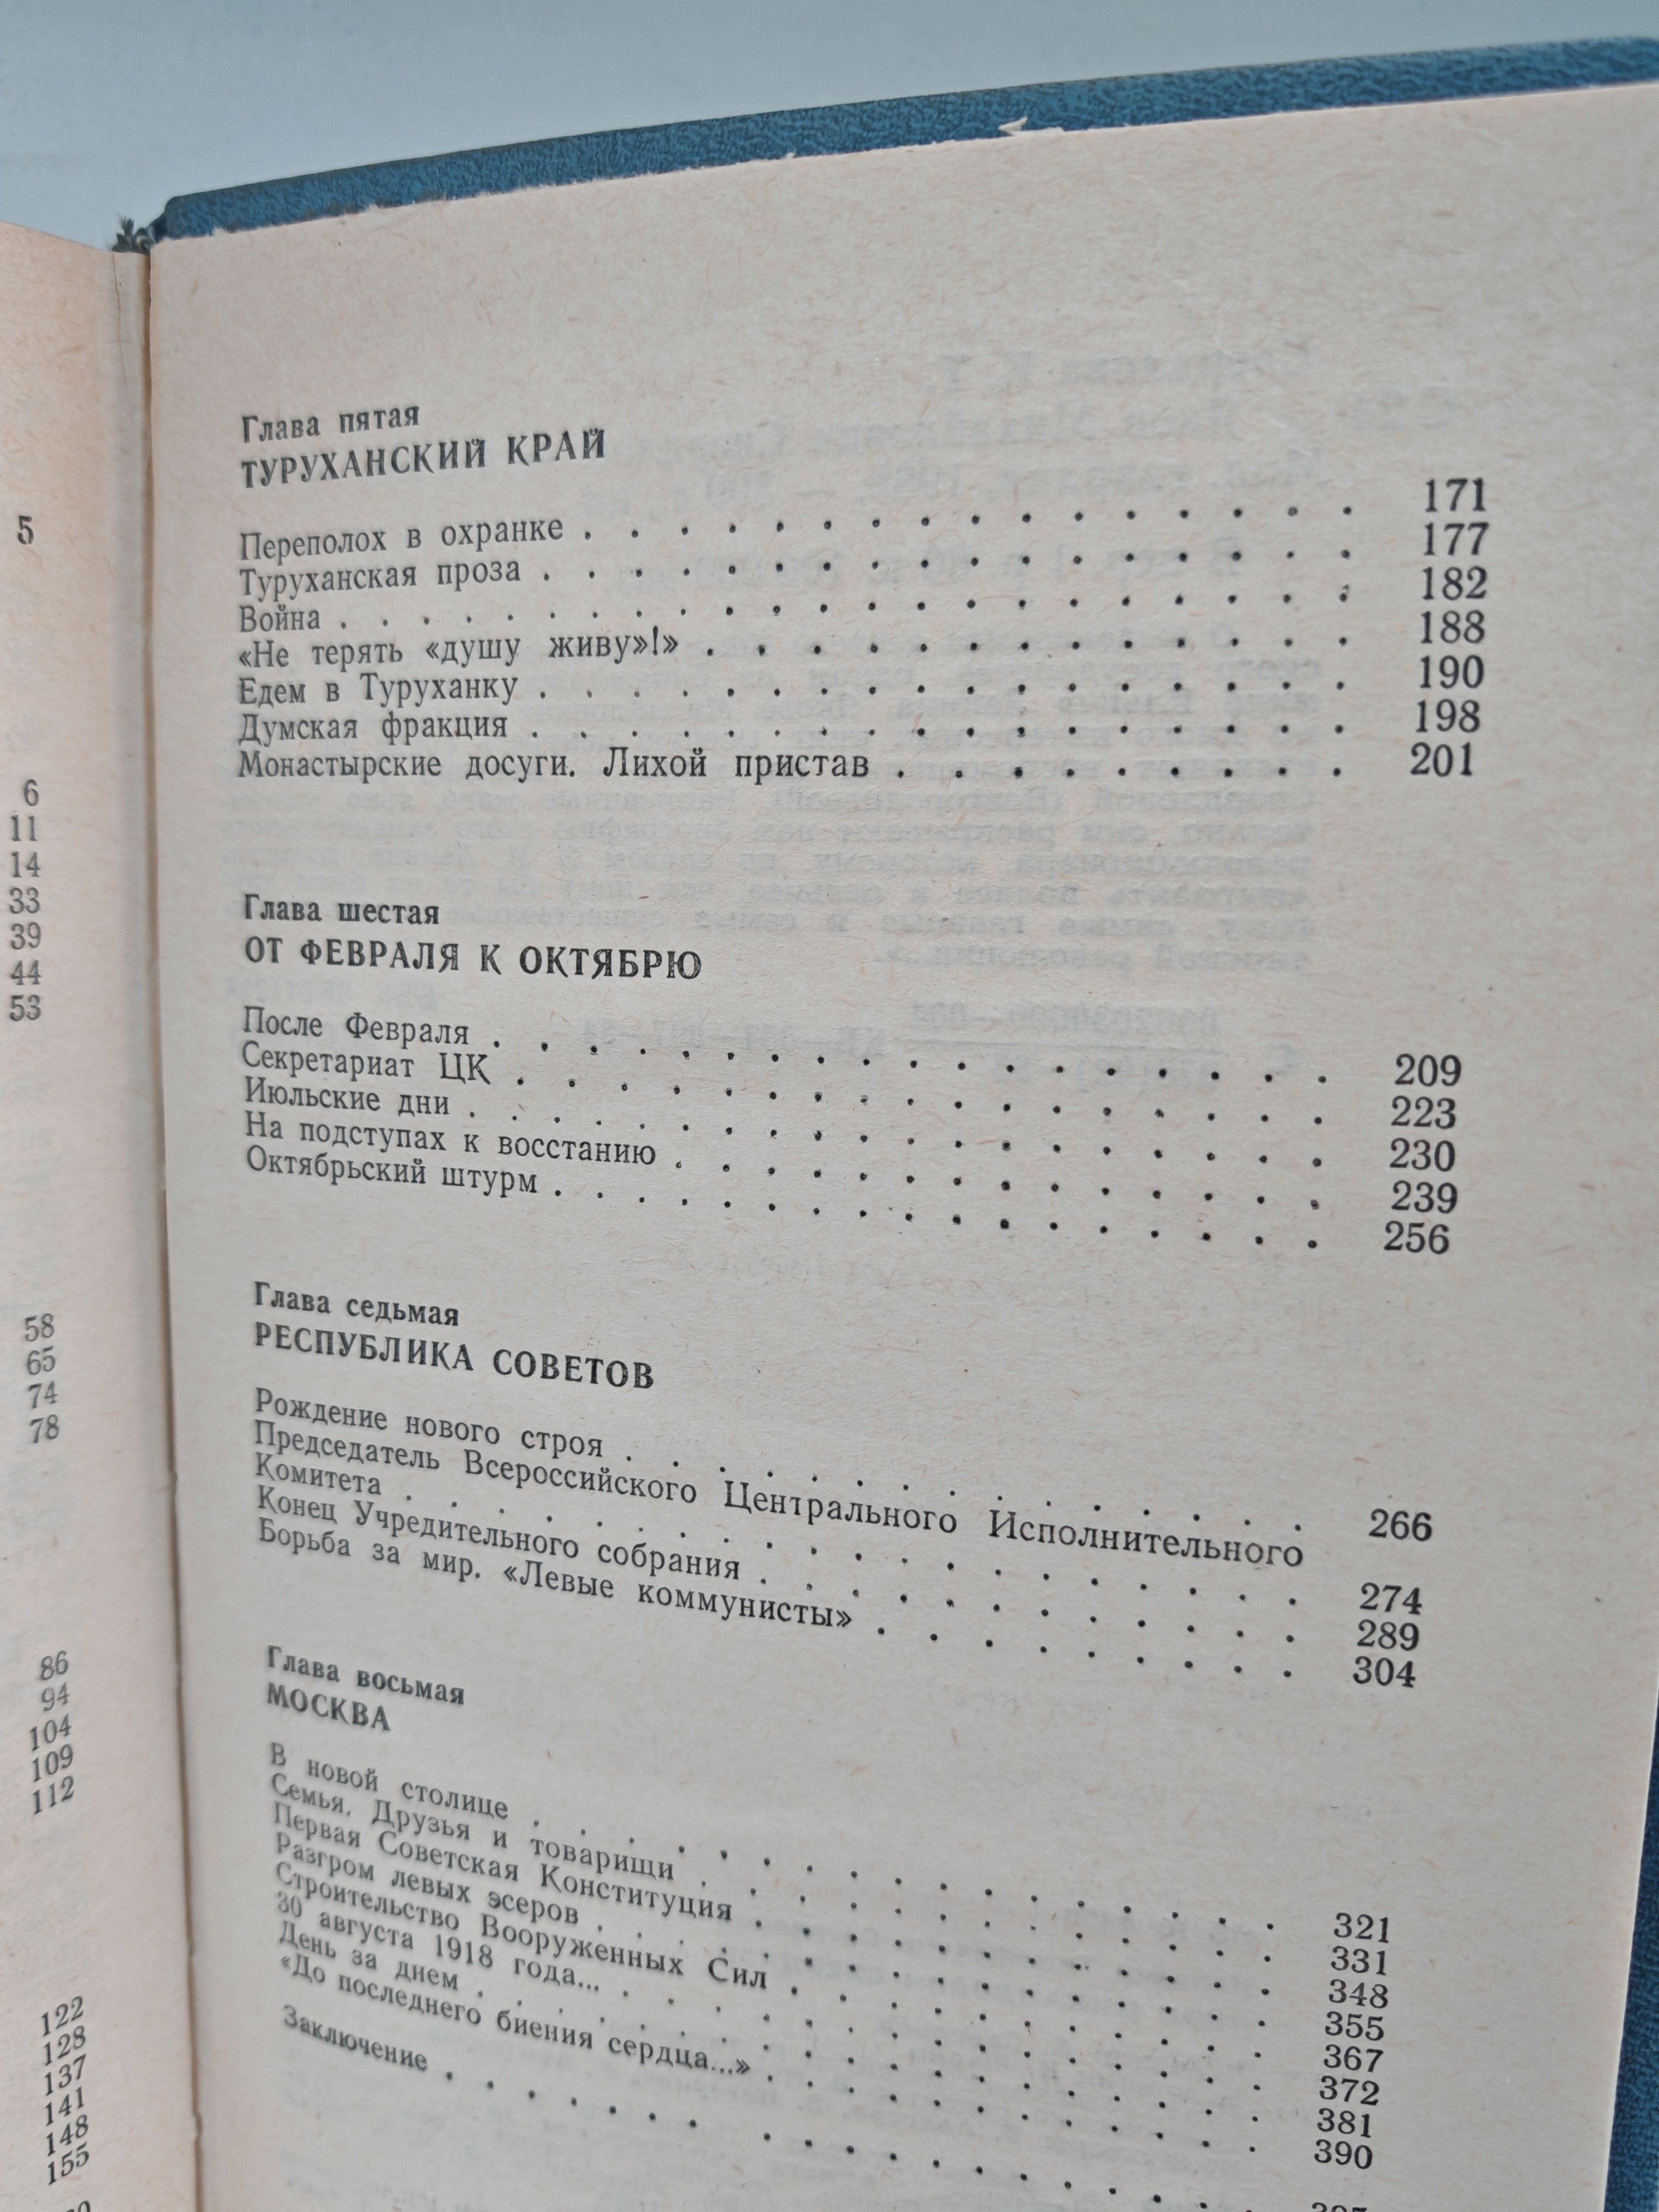 5
6
11
14
33
39
44
53
58
65
74
78
86
94
104
109
112
122
128
137
141
148
155
Глава пятая
ТУРУХАНСКИЙ КРАЙ
Переполох в охранке . . . . . . . . . . . . . . . . 171
Туруханская проза . . . . . . . . . . . . . . . . . 177
Война . . . . . . . . . . . . . . . . . . . . . . 182
«Не терять «душу живу»!» . . . . . . . . . . . . . 188
Едем в Туруханку . . . . . . . . . . . . . . . . . 190
Думская фракция . . . . . . . . . . . . . . . . . 198
Монастырские досуги. Лихой пристав . . . . . . . . . 201
Глава шестая
ОТ ФЕВРАЛЯ К ОКТЯБРЮ
После Февраля . . . . . . . . . . . . . . . . . . 209
Секретариат ЦК . . . . . . . . . . . . . . . . . . 223
Июльские дни . . . . . . . . . . . . . . . . . . . 230
На подступах к восстанию . . . . . . . . . . . . . . 239
Октябрьский штурм . . . . . . . . . . . . . . . . . 256
Глава седьмая
РЕСПУБЛИКА СОВЕТОВ
Рождение нового строя . . . . . . . . . . . . . . . 266
Председатель Всероссийского Центрального Исполнительного
Комитета . . . . . . . . . . . . . . . . . . . . 274
Конец Учредительного собрания . . . . . . . . . . . . 289
Борьба за мир. «Левые коммунисты» . . . . . . . . . 304
Глава восьмая
МОСКВА
В новой столице . . . . . . . . . . . . . . . . . 321
Семья. Друзья и товарищи . . . . . . . . . . . . . 331
Первая Советская Конституция . . . . . . . . . . . . 348
Разгром левых эсеров . . . . . . . . . . . . . . . 355
Строительство Вооруженных Сил . . . . . . . . . . . 367
30 августа 1918 года... . . . . . . . . . . . . . . . 372
День за днем . . . . . . . . . . . . . . . . . . . 381
«До последнего биения сердца...» . . . . . . . . . . . 390
Заключение . . . . . . . . . . . . . . . . . .